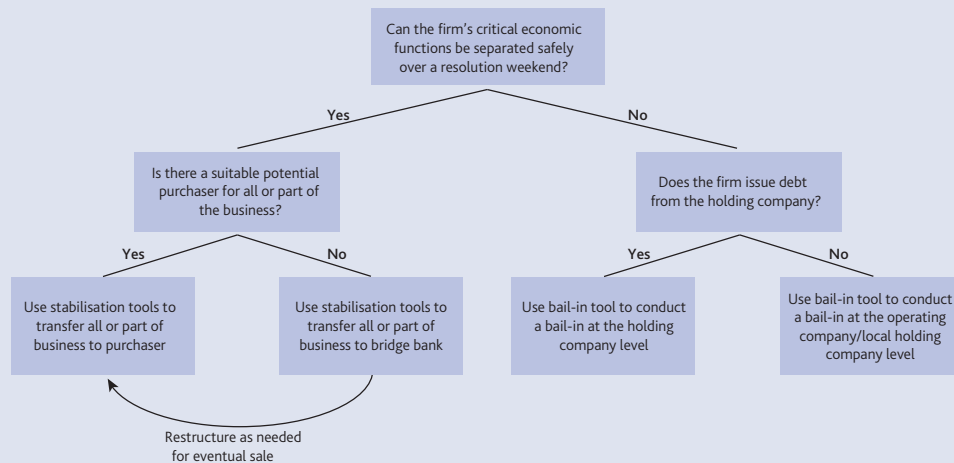 Can the firm's critical economic
functions be separated safely
over a resolution weekend?
Yes
No
Is there a suitable potential
purchaser for all or part of
the business?
Does the firm issue debt
from the holding company?
Yes
No
Yes
No
Use stabilisation tools to
transfer all or part of
business to purchaser
Use stabilisation tools to
transfer all or part of
business to bridge bank
Use bail-in tool to conduct
a bail-in at the holding
company level
Use bail-in tool to conduct
a bail-in at the operating
company/local holding
company level
Restructure as needed
for eventual sale